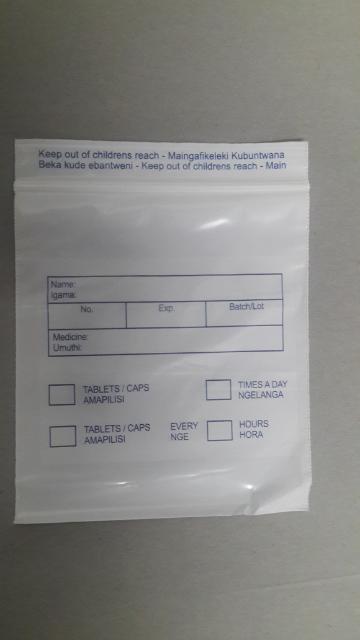 Keep out of childrens reach - Maingafikeleki Kubuntwana
Beka kude ebantweni - Keep out of childrens reach - Main
Name:
Igama:
No. Exp. Batch/Lot
Medicine:
Umuthi:
TABLETS / CAPS TIMES A DAY
AMAPILISI NGELANGA
TABLETS / CAPS EVERY HOURS
AMAPILISI NGE HORA